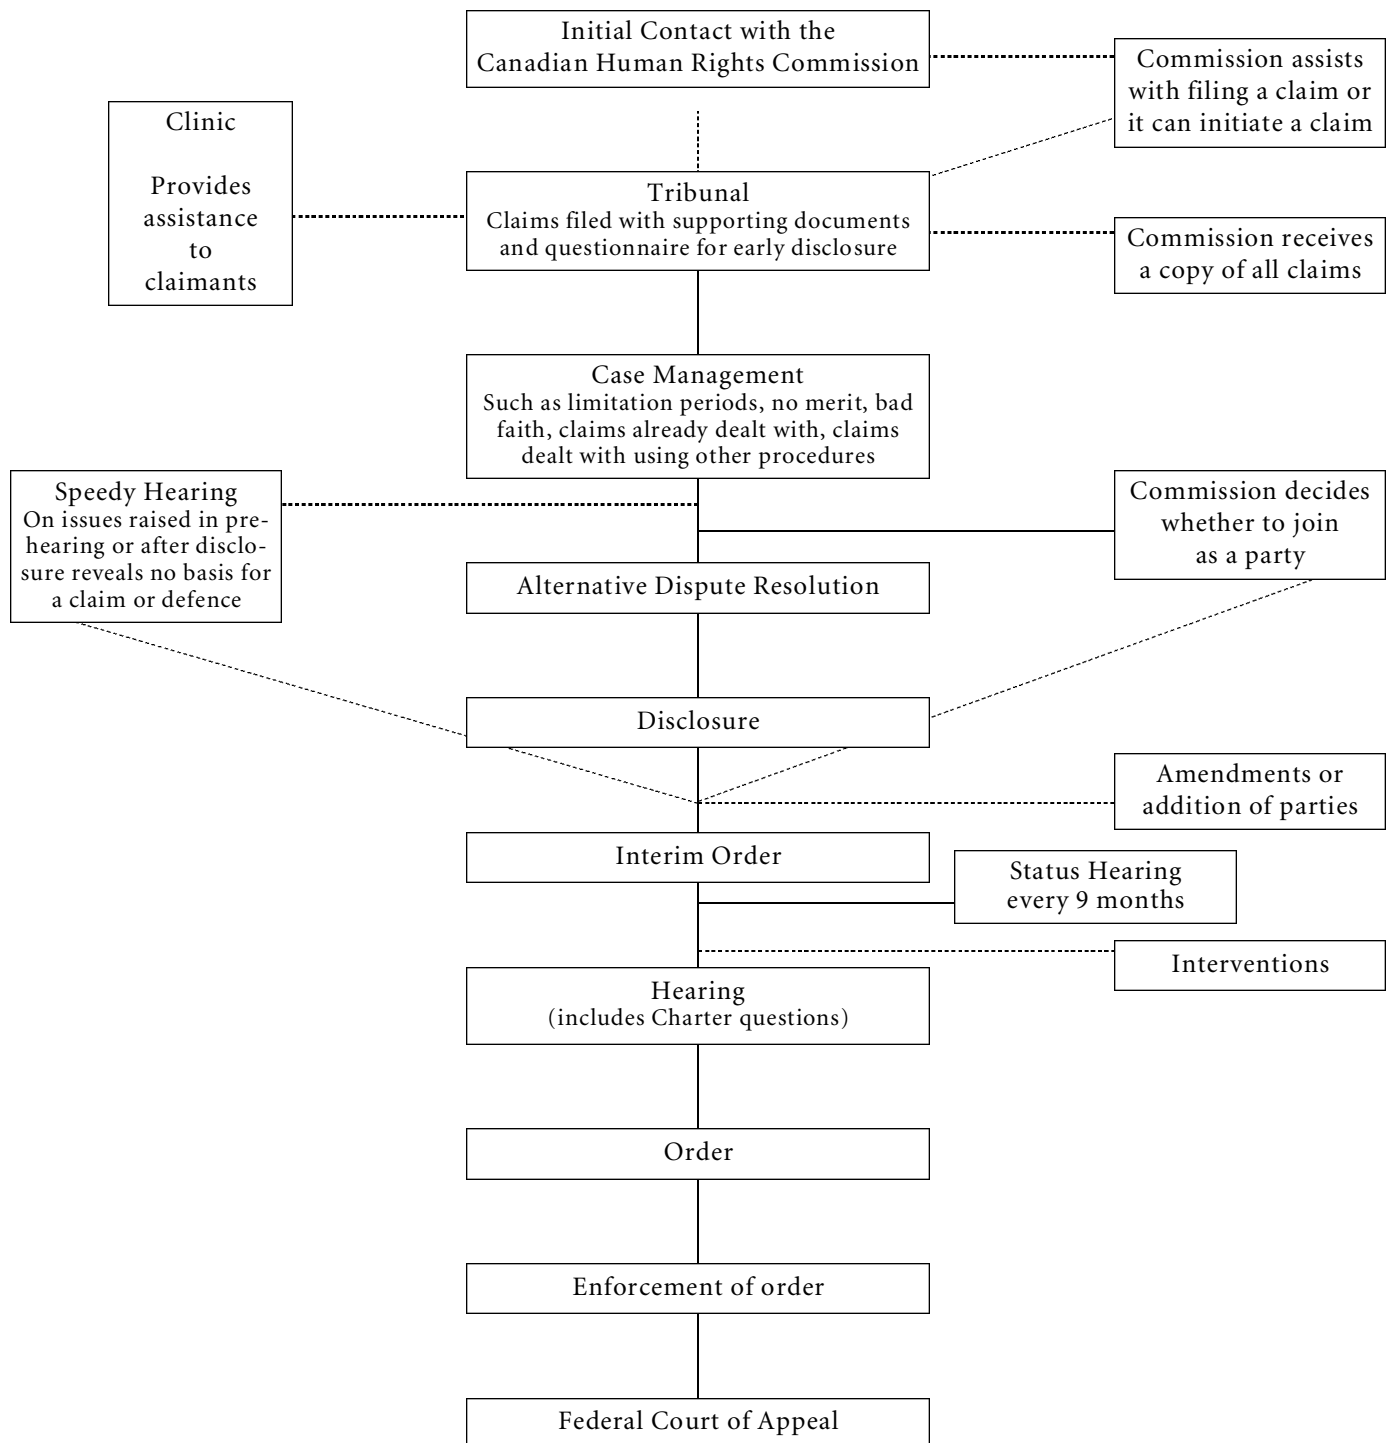 Initial Contact with the
Canadian Human Rights Commission
Commission assists
with filing a claim or
it can initiate a claim
Clinic
Provides
assistance
to
claimants
Tribunal
Claims filed with supporting documents
and questionnaire for early disclosure
Commission receives
a copy of all claims
Case Management
Such as limitation periods, no merit, bad
faith, claims already dealt with, claims
dealt with using other procedures
Speedy Hearing
On issues raised in pre-
hearing or after disclo-
sure reveals no basis for
a claim or defence
Commission decides
whether to join
as a party
Alternative Dispute Resolution
Disclosure
Amendments or
addition of parties
Interim Order
Status Hearing
every 9 months
Interventions
Hearing
(includes Charter questions)
Order
Enforcement of order
Federal Court of Appeal